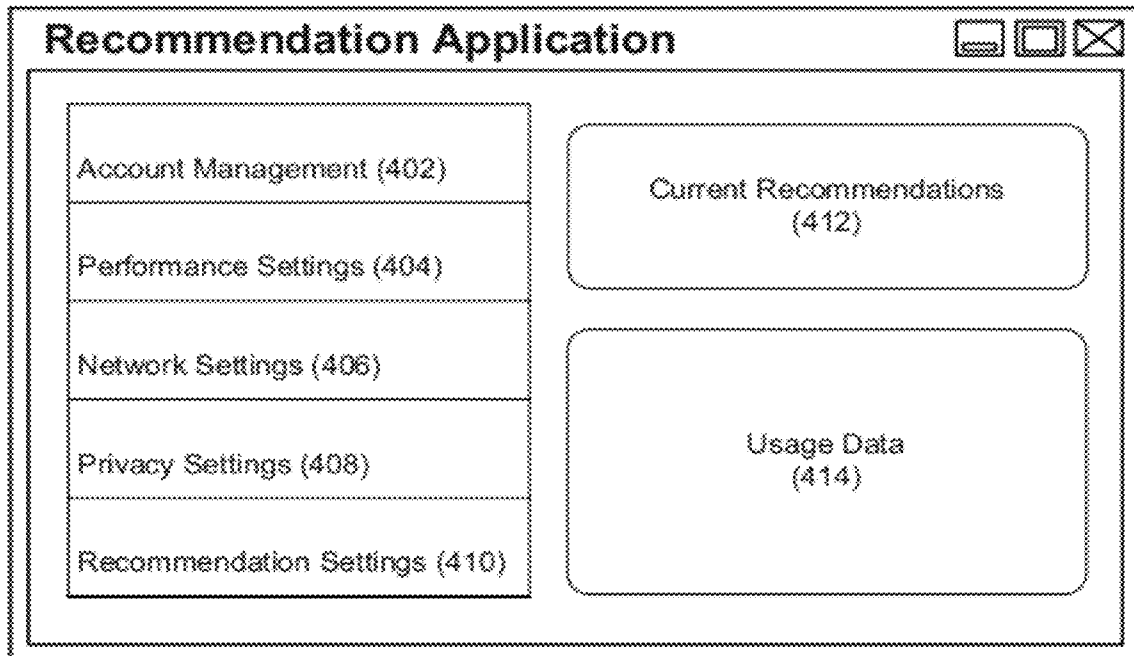 Recommendation Application
Account Management (402)
Performance Settings (404)
Network Settings (406)
Privacy Settings (408)
Recommendation Settings (410)
Current Recommendations
(412)
Usage Data
(414)